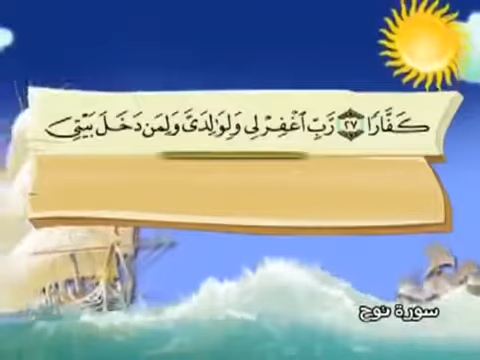 كَفَّارًا ٢٧ رَّبِّ ٱغْفِرْ لِى وَلِوَٰلِدَىَّ وَلِمَن دَخَلَ بَيْتِىَ
سورة نوح